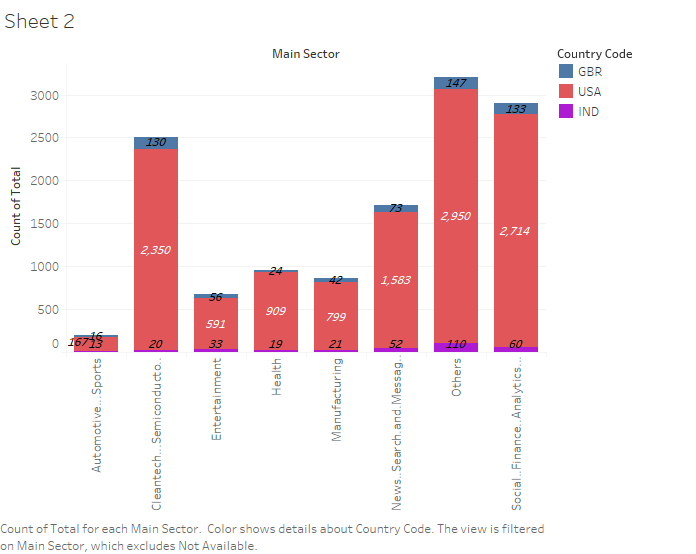 Sheet 2
Main Sector
Country Code
GBR
USA
IND
Count of Total
3000
2500
2000
1500
1000
500
0
16
167
13
130
2,350
20
56
591
33
24
909
19
42
799
21
73
1,583
52
147
2,950
110
133
2,714
60
Automotive...Sports
Cleantech...Semiconducto..
Entertainment
Health
Manufacturing
News..Search.and.Messag..
Others
Social..Finance..Analytics...
Count of Total for each Main Sector. Color shows details about Country Code. The view is filtered
on Main Sector, which excludes Not Available.